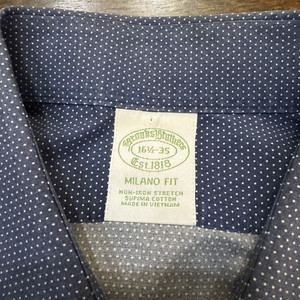 Brooks Brothers
16½-35
Est. 1818
MILANO FIT
NON-IRON STRETCH
SUPIMA COTTON
MADE IN VIETNAM